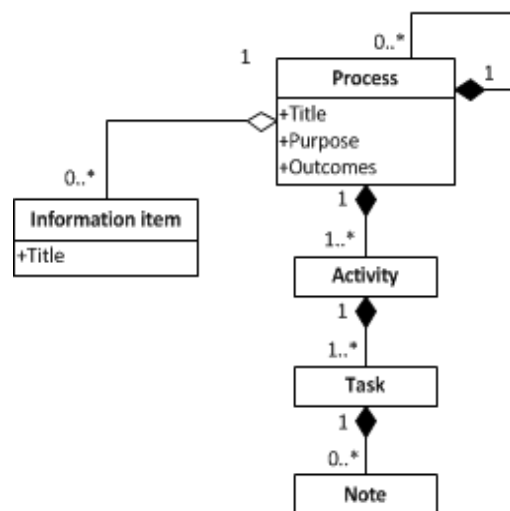 0..*
1
Process
1
+Title
+Purpose
+Outcomes
0..*
1
Information item
+Title
1..*
Activity
1
1..*
Task
1
0..*
Note